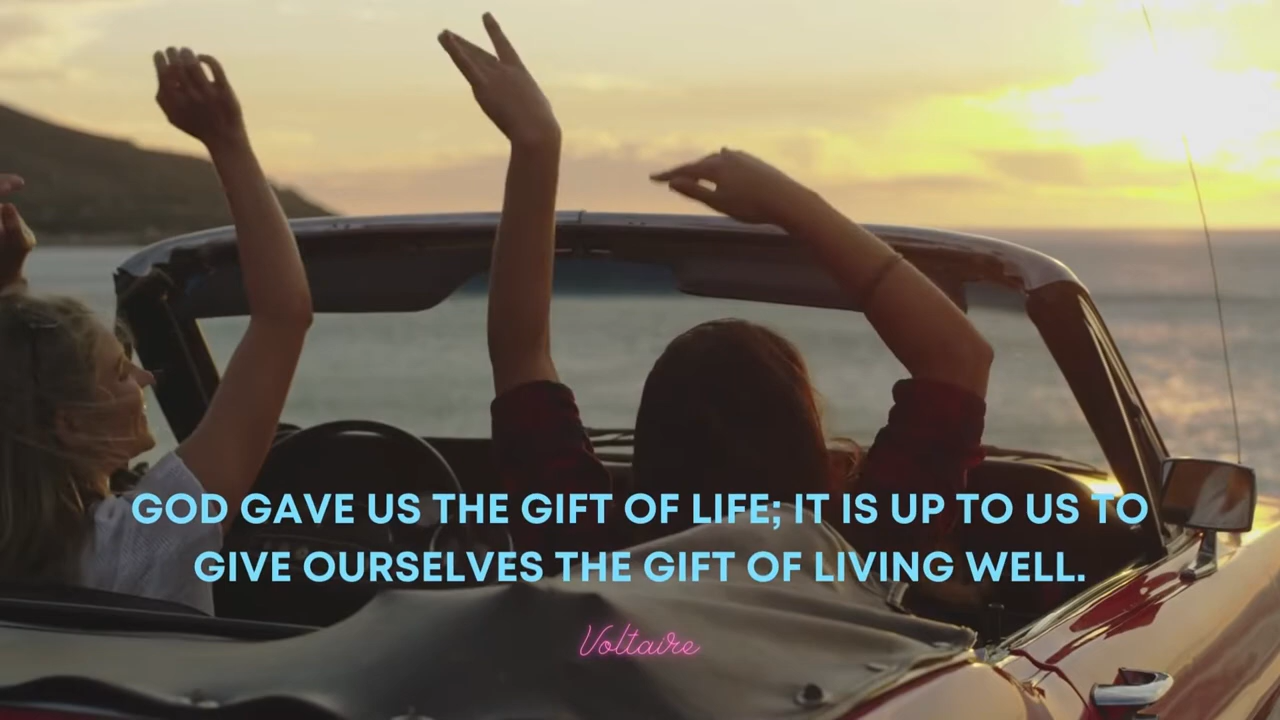 GOD GAVE US THE GIFT OF LIFE; IT IS UP TO US TO
GIVE OURSELVES THE GIFT OF LIVING WELL.
Voltaire